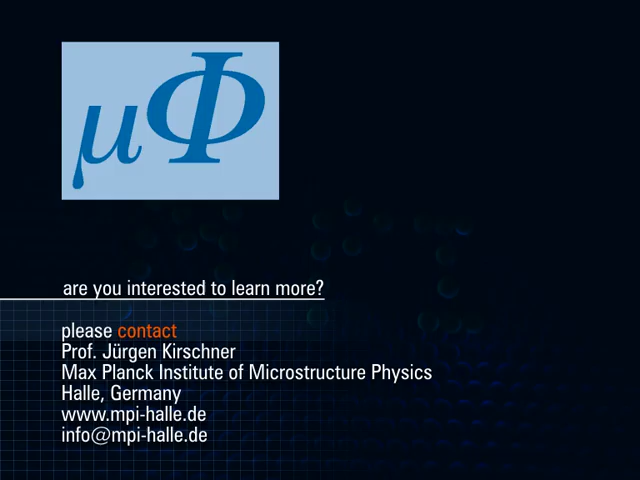 μΦ
are you interested to learn more?
please contact
Prof. Jürgen Kirschner
Max Planck Institute of Microstructure Physics
Halle, Germany
www.mpi-halle.de
info@mpi-halle.de